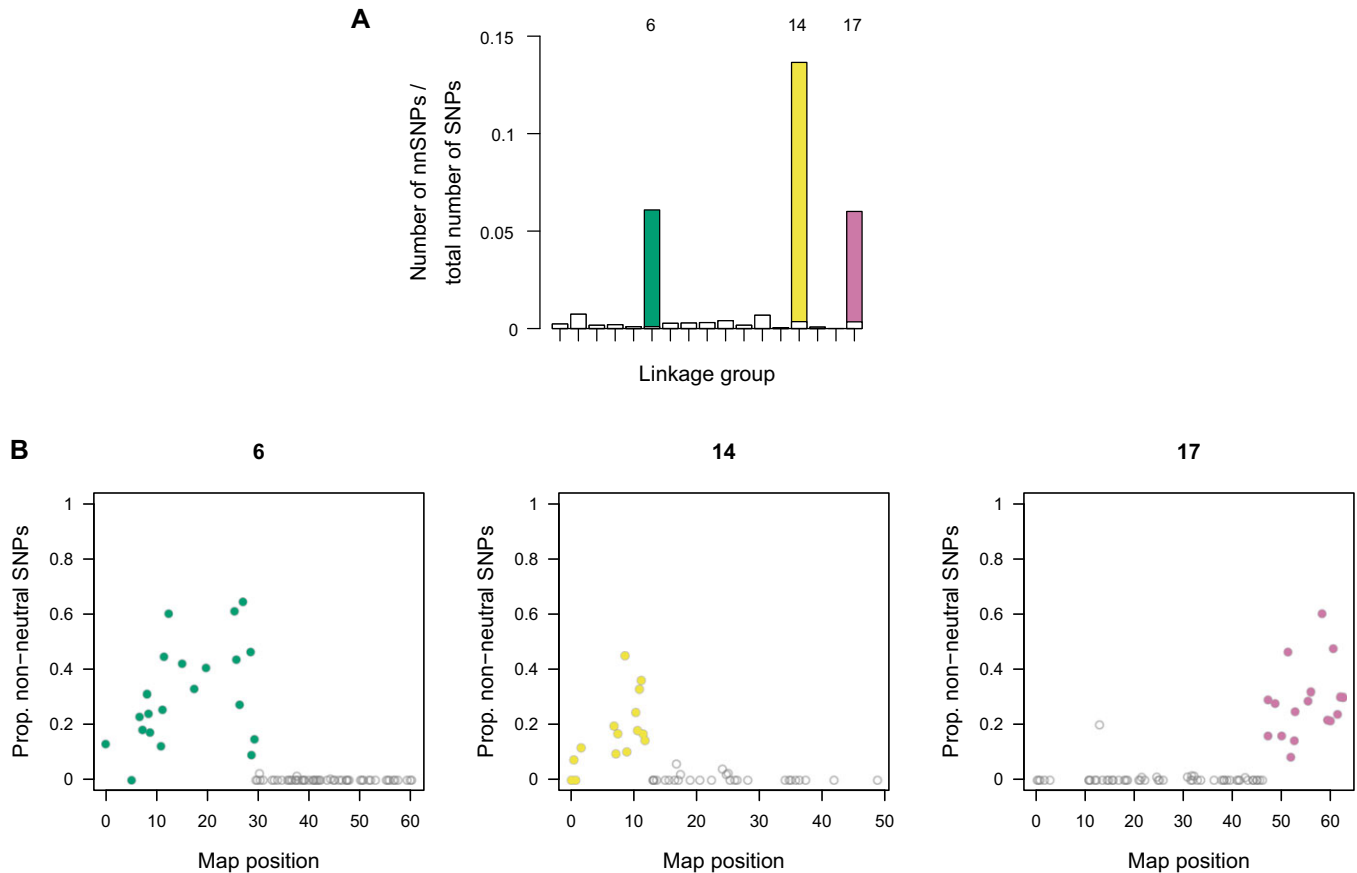 A
6 14 17
0.15
0.1
0.05
0
Number of nnSNPs /
total number of SNPs
Linkage group
B
6
1
0.8
0.6
0.4
0.2
0
Prop. non−neutral SNPs
0 10 20 30 40 50 60
Map position
14
1
0.8
0.6
0.4
0.2
0
Prop. non−neutral SNPs
0 10 20 30 40 50
Map position
17
1
0.8
0.6
0.4
0.2
0
Prop. non−neutral SNPs
0 10 20 30 40 50 60
Map position